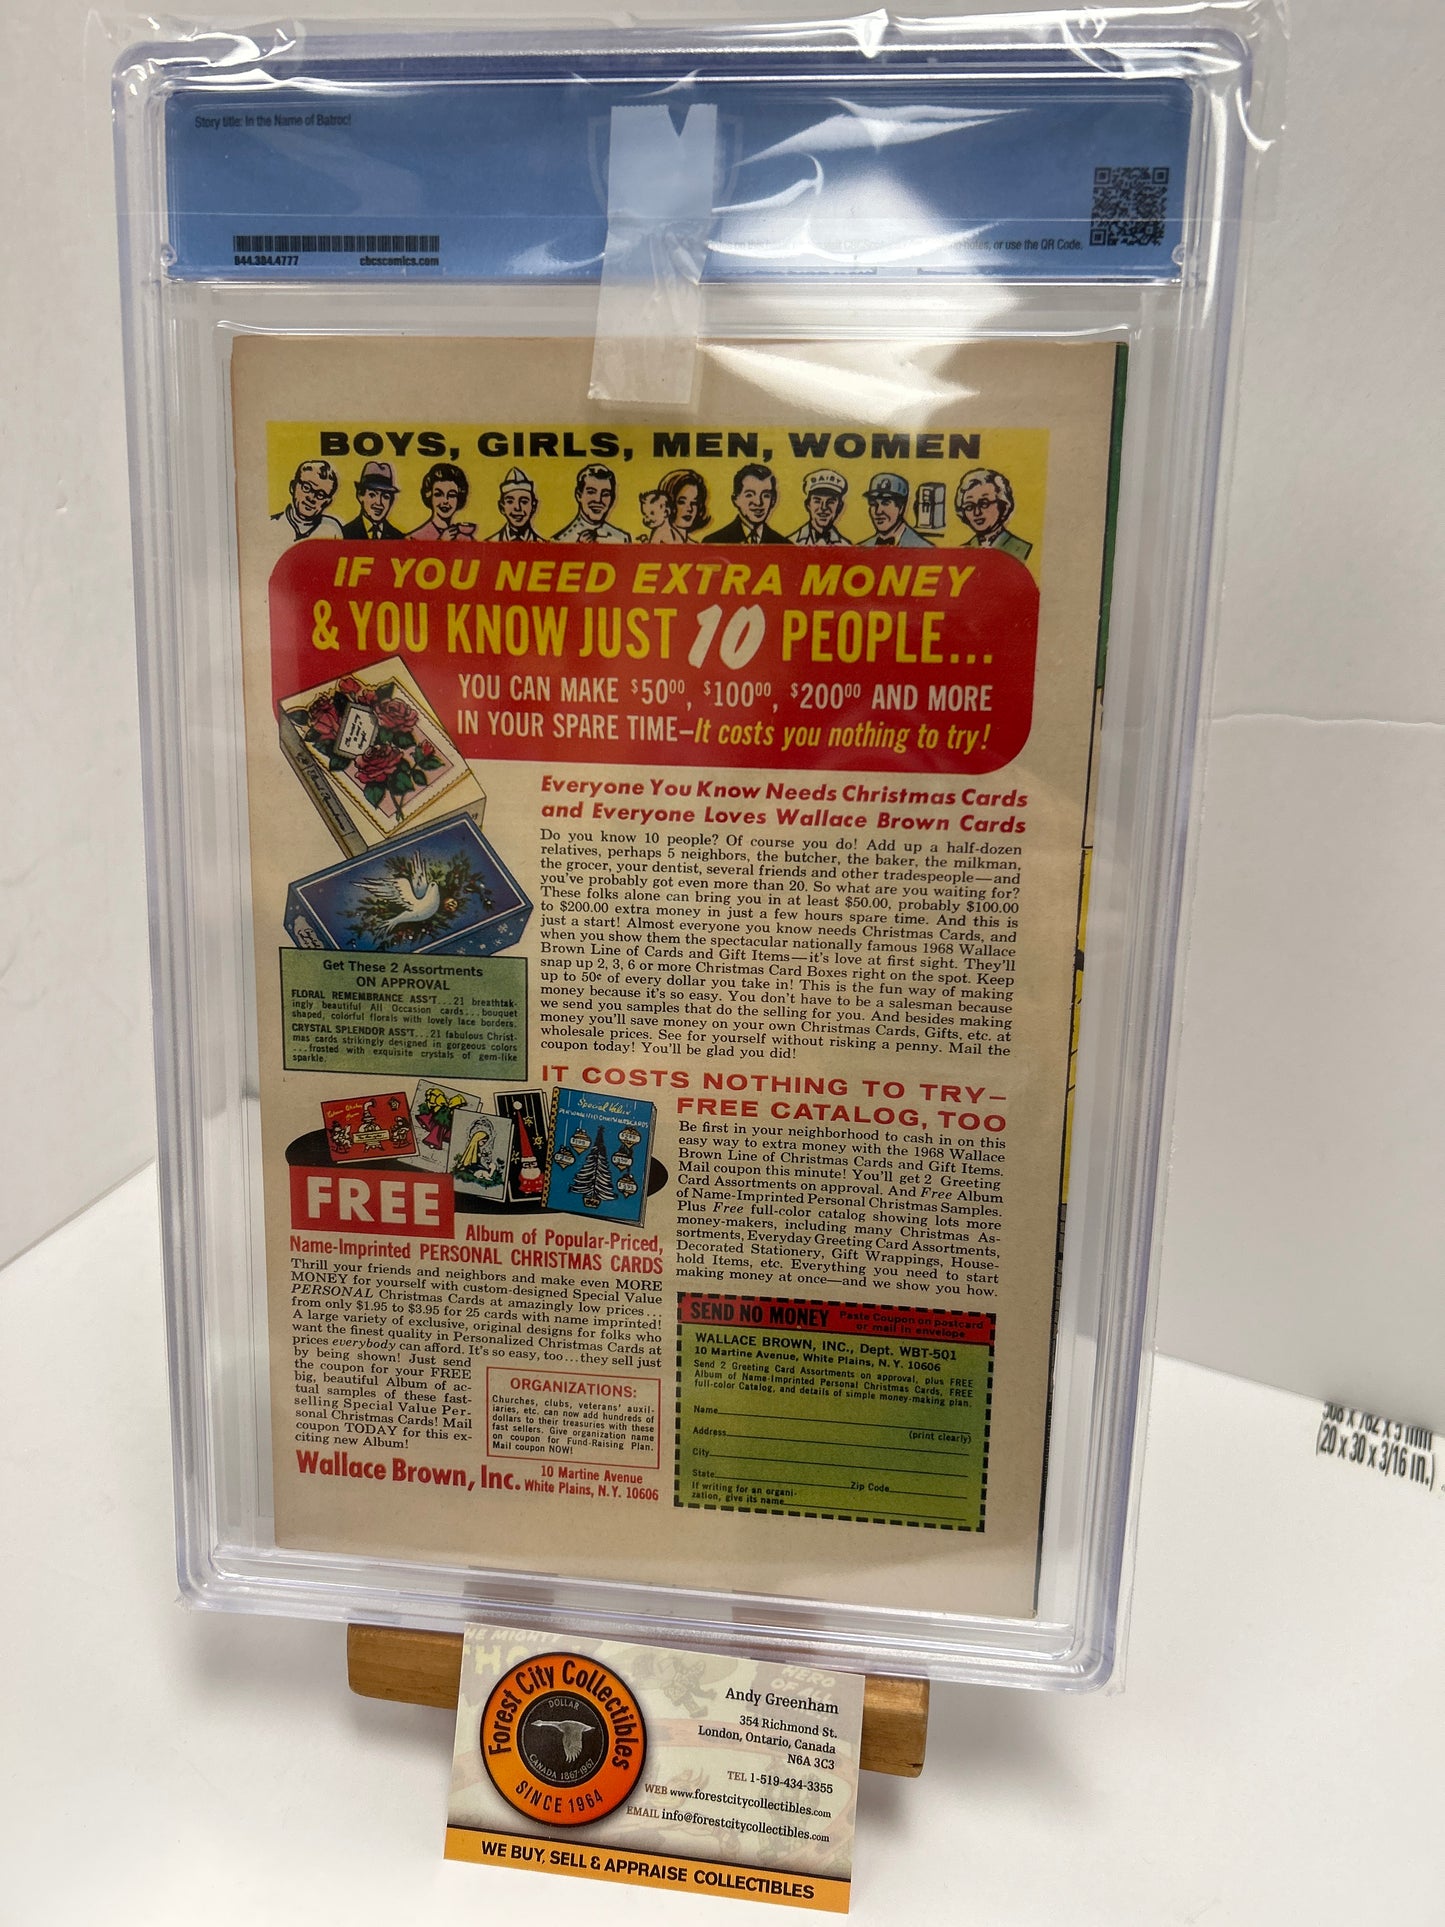 Story title: In the Name of Batroc!
844.384.4777 cbcscomics.com
notes, or use the QR Code.
BOYS, GIRLS, MEN, WOMEN
DAIRY
IF YOU NEED EXTRA MONEY
& YOU KNOW JUST 10 PEOPLE...
YOU CAN MAKE $50⁰⁰, $100⁰⁰, $200⁰⁰ AND MORE
IN YOUR SPARE TIME–It costs you nothing to try!
Everyone You Know Needs Christmas Cards
and Everyone Loves Wallace Brown Cards
Do you know 10 people? Of course you do! Add up a half-dozen
relatives, perhaps 5 neighbors, the butcher, the baker, the milkman,
the grocer, your dentist, several friends and other tradespeople—and
you've probably got even more than 20. So what are you waiting for?
These folks alone can bring you in at least $50.00, probably $100.00
to $200.00 extra money in just a few hours spare time. And this is
just a start! Almost everyone you know needs Christmas Cards, and
when you show them the spectacular nationally famous 1968 Wallace
Brown Line of Cards and Gift Items—it's love at first sight. They'll
snap up 2, 3, 6 or more Christmas Card Boxes right on the spot. Keep
up to 50¢ of every dollar you take in! This is the fun way of making
money because it's so easy. You don't have to be a salesman because
we send you samples that do the selling for you. And besides making
money you'll save money on your own Christmas Cards, Gifts, etc. at
wholesale prices. See for yourself without risking a penny. Mail the
coupon today! You'll be glad you did!
Get These 2 Assortments
ON APPROVAL
FLORAL REMEMBRANCE ASS'T...21 breathtak-
ingly beautiful All Occasion cards...bouquet
shaped, colorful florals with lovely lace borders.
CRYSTAL SPLENDOR ASS'T...21 fabulous Christ-
mas cards strikingly designed in gorgeous colors
...frosted with exquisite crystals of gem-like
sparkle.
IT COSTS NOTHING TO TRY–
FREE CATALOG, TOO
Be first in your neighborhood to cash in on this
easy way to extra money with the 1968 Wallace
Brown Line of Christmas Cards and Gift Items.
Mail coupon this minute! You'll get 2 Greeting
Card Assortments on approval. And Free Album
of Name-Imprinted Personal Christmas Samples.
Plus Free full-color catalog showing lots more
money-makers, including many Christmas As-
sortments, Everyday Greeting Card Assortments,
Decorated Stationery, Gift Wrappings, House-
hold Items, etc. Everything you need to start
making money at once—and we show you how.
Special Value
PERSONALIZED CHRISTMAS CARDS
FREE
Album of Popular-Priced,
Name-Imprinted PERSONAL CHRISTMAS CARDS
Thrill your friends and neighbors and make even MORE
MONEY for yourself with custom-designed Special Value
PERSONAL Christmas Cards at amazingly low prices...
from only $1.95 to $3.95 for 25 cards with name imprinted!
A large variety of exclusive, original designs for folks who
want the finest quality in Personalized Christmas Cards at
prices everybody can afford. It's so easy, too...they sell just
by being shown! Just send
the coupon for your FREE
big, beautiful Album of ac-
tual samples of these fast-
selling Special Value Per-
sonal Christmas Cards! Mail
coupon TODAY for this ex-
citing new Album!
ORGANIZATIONS:
Churches, clubs, veterans' auxil-
iaries, etc. can now add hundreds of
dollars to their treasuries with these
fast sellers. Give organization name
on coupon for Fund-Raising Plan.
Mail coupon NOW!
Wallace Brown, Inc. 10 Martine Avenue
White Plains, N.Y. 10606
SEND NO MONEY Paste Coupon on postcard
or mail in envelope
WALLACE BROWN, INC., Dept. WBT-501
10 Martine Avenue, White Plains, N. Y. 10606
Send 2 Greeting Card Assortments on approval, plus FREE
Album of Name-Imprinted Personal Christmas Cards, FREE
full-color Catalog, and details of simple money-making plan.
Name
Address (print clearly)
City
State Zip Code
If writing for an organi-
zation, give its name
508 x 762 x 5 mm
(20 x 30 x 3/16 in.)
Forest City Collectibles
DOLLAR
CANADA 1867-1967
SINCE 1964
Andy Greenham
354 Richmond St.
London, Ontario, Canada
N6A 3C3
TEL 1-519-434-3355
WEB www.forestcitycollectibles.com
EMAIL info@forestcitycollectibles.com
WE BUY, SELL & APPRAISE COLLECTIBLES